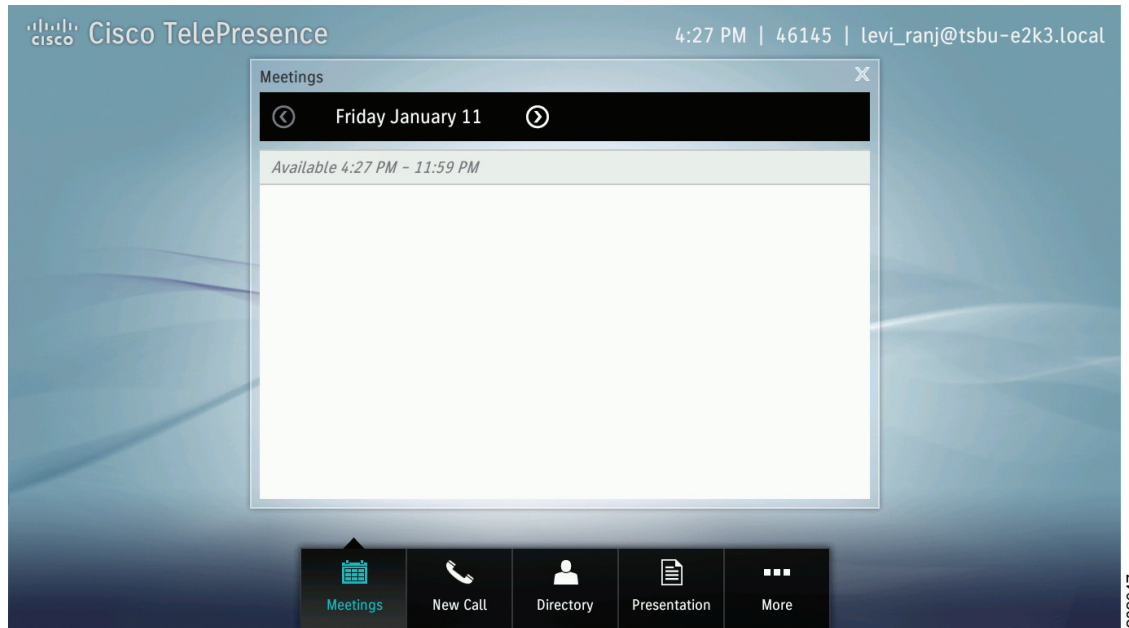 cisco Cisco TelePresence
4:27 PM | 46145 | levi_ranj@tsbu-e2k3.local
Meetings
Friday January 11
Available 4:27 PM - 11:59 PM
Meetings
New Call
Directory
Presentation
More